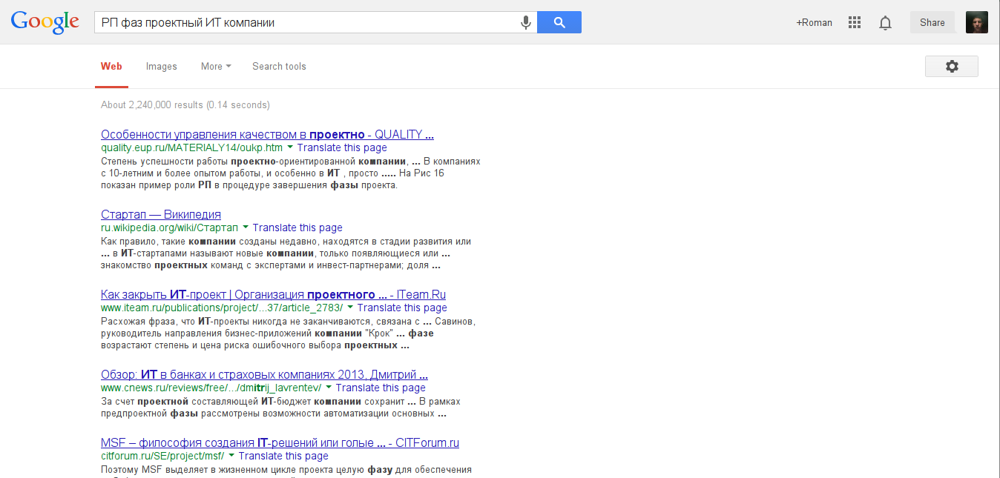 Google
РП фаз проектный ИТ компании
+Roman
Share
Web Images More Search tools
About 2,240,000 results (0.14 seconds)
Особенности управления качеством в проектно - QUALITY ...
quality.eup.ru/MATERIALY14/oukp.htm Translate this page
Степень успешности работы проектно-ориентированной компании, ... В компаниях
с 10-летним и более опытом работы, и особенно в ИТ , просто ..... На Рис 16
показан пример роли РП в процедуре завершения фазы проекта.
Стартап — Википедия
ru.wikipedia.org/wiki/Стартап Translate this page
Как правило, такие компании созданы недавно, находятся в стадии развития или
... в ИТ-стартапами называют новые компании, только появляющиеся или ...
знакомство проектных команд с экспертами и инвест-партнерами; доля ...
Как закрыть ИТ-проект | Организация проектного ... - ITeam.Ru
www.iteam.ru/publications/project/...37/article_2783/ Translate this page
Расхожая фраза, что ИТ-проекты никогда не заканчиваются, связана с ... Савинов,
руководитель направления бизнес-приложений компании "Крок" ... фазе
возрастают степень и цена риска ошибочного выбора проектных ...
Обзор: ИТ в банках и страховых компаниях 2013, Дмитрий ...
www.cnews.ru/reviews/free/.../dmitrij_lavrentev/ Translate this page
За счет проектной составляющей ИТ-бюджет компании сохранит ... В рамках
предпроектной фазы рассмотрены возможности автоматизации основных ...
MSF – философия создания IT-решений или голые ... - CITForum.ru
citforum.ru/SE/project/msf/ Translate this page
Поэтому MSF выделяет в жизненном цикле проекта целую фазу для обеспечения